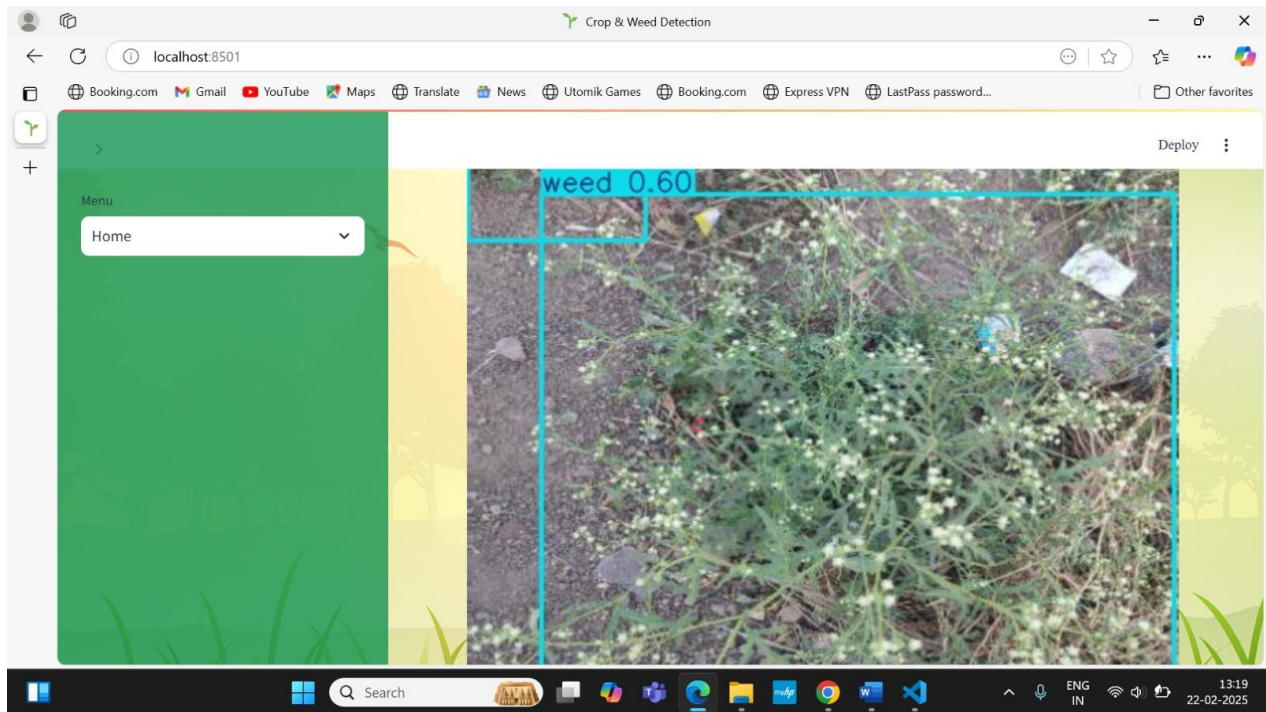 Crop & Weed Detection
localhost:8501
Booking.com Gmail YouTube Maps Translate News Utomik Games Booking.com Express VPN LastPass password... Other favorites
Deploy
Menu
Home
weed 0.60
Search
myhp
W
ENG
IN
13:19
22-02-2025